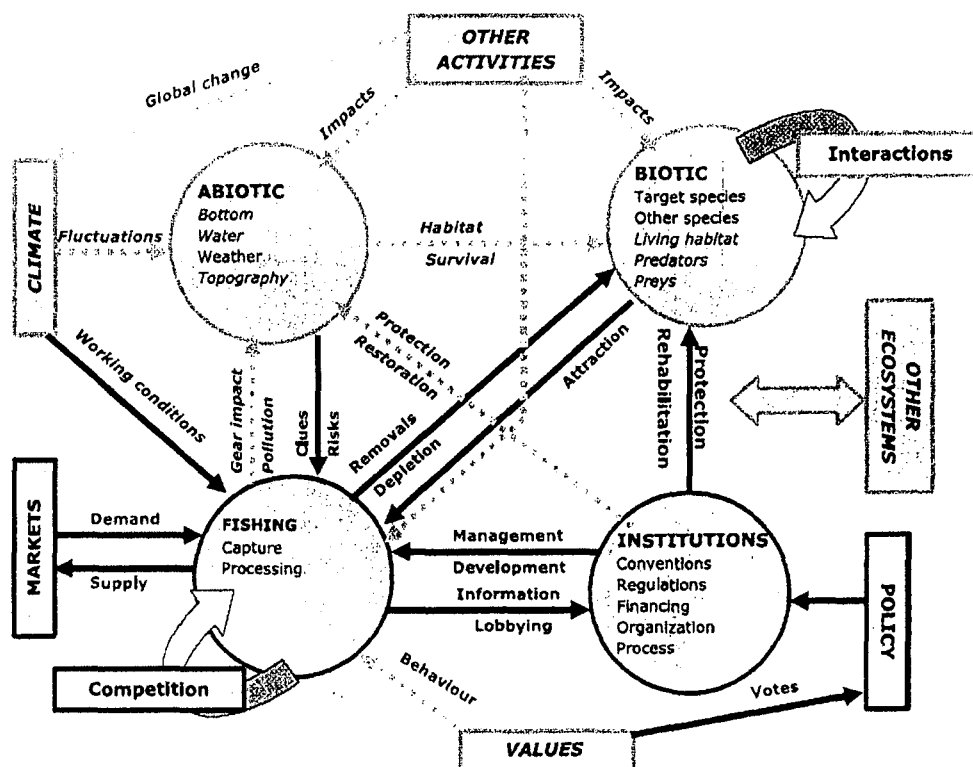 OTHER
ACTIVITIES
Global change
Impacts
Impacts
Interactions
ABIOTIC
Bottom
Water
Weather
Topography
BIOTIC
Target species
Other species
Living habitat
Predators
Preys
CLIMATE
Fluctuations
Habitat
Survival
Working conditions
Gear impact
Pollution
Clues
Risks
Protection
Restoration
Removals
Depletion
Attraction
Rehabilitation
Protection
OTHER
ECOSYSTEMS
MARKETS
Demand
Supply
FISHING
Capture
Processing
Management
Development
Information
Lobbying
INSTITUTIONS
Conventions
Regulations
Financing
Organization
Process
POLICY
Competition
Behaviour
Votes
VALUES